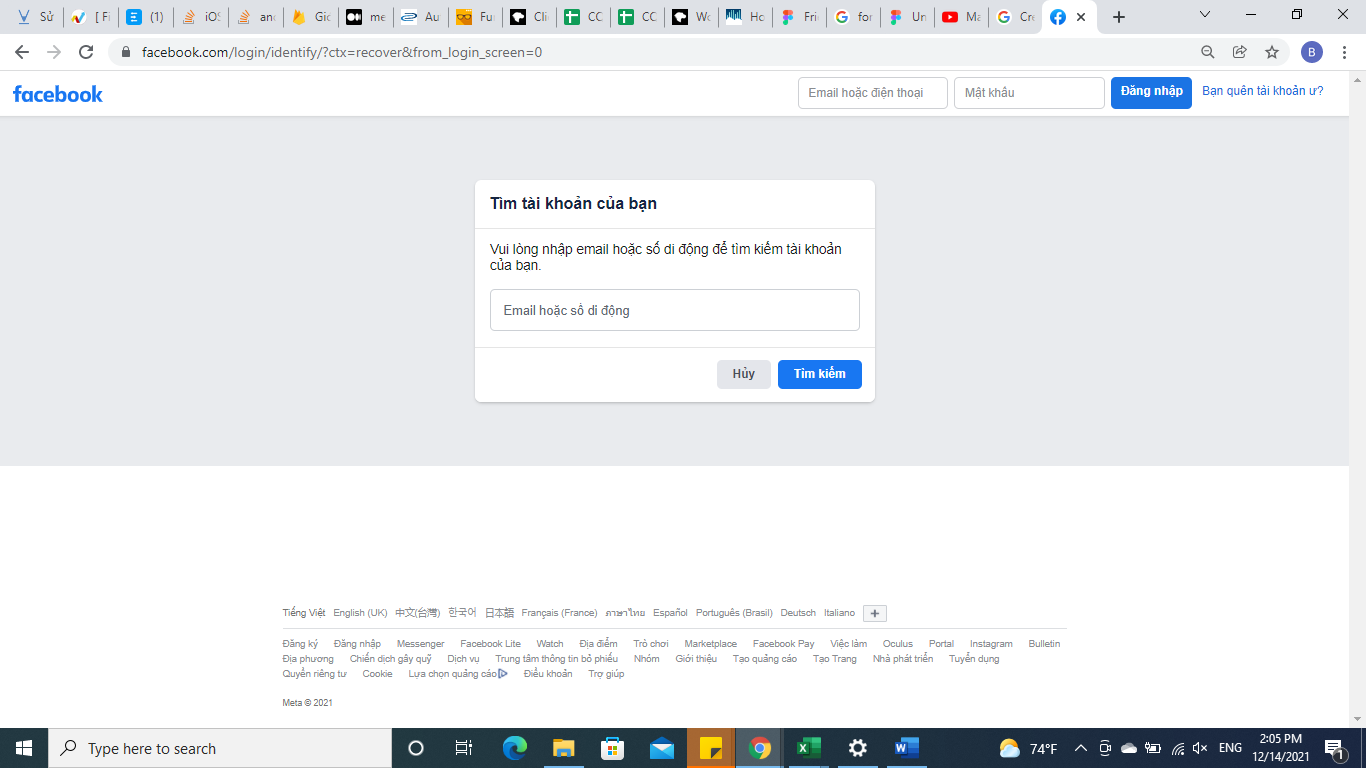 Sử
[ Fi
(1)
iOS
and
Gic
me
Au
Fur
Clie
CC
CC
Wo
Ho
Fric
for
Un
Ma
Cre
facebook.com/login/identify/?ctx=recover&from_login_screen=0
B
facebook
Email hoặc điện thoại
Mật khẩu
Đăng nhập
Bạn quên tài khoản ư?
Tìm tài khoản của bạn
Vui lòng nhập email hoặc số di động để tìm kiếm tài khoản
của bạn.
Email hoặc số di động
Hủy
Tìm kiếm
Tiếng Việt English (UK) 中文(台灣) 한국어 日本語 Français (France) ภาษาไทย Español Português (Brasil) Deutsch Italiano
Đăng ký Đăng nhập Messenger Facebook Lite Watch Địa điểm Trò chơi Marketplace Facebook Pay Việc làm Oculus Portal Instagram Bulletin
Địa phương Chiến dịch gây quỹ Dịch vụ Trung tâm thông tin bỏ phiếu Nhóm Giới thiệu Tạo quảng cáo Tạo Trang Nhà phát triển Tuyển dụng
Quyền riêng tư Cookie Lựa chọn quảng cáo Điều khoản Trợ giúp
Meta © 2021
Type here to search
74°F
ENG
2:05 PM
12/14/2021
1